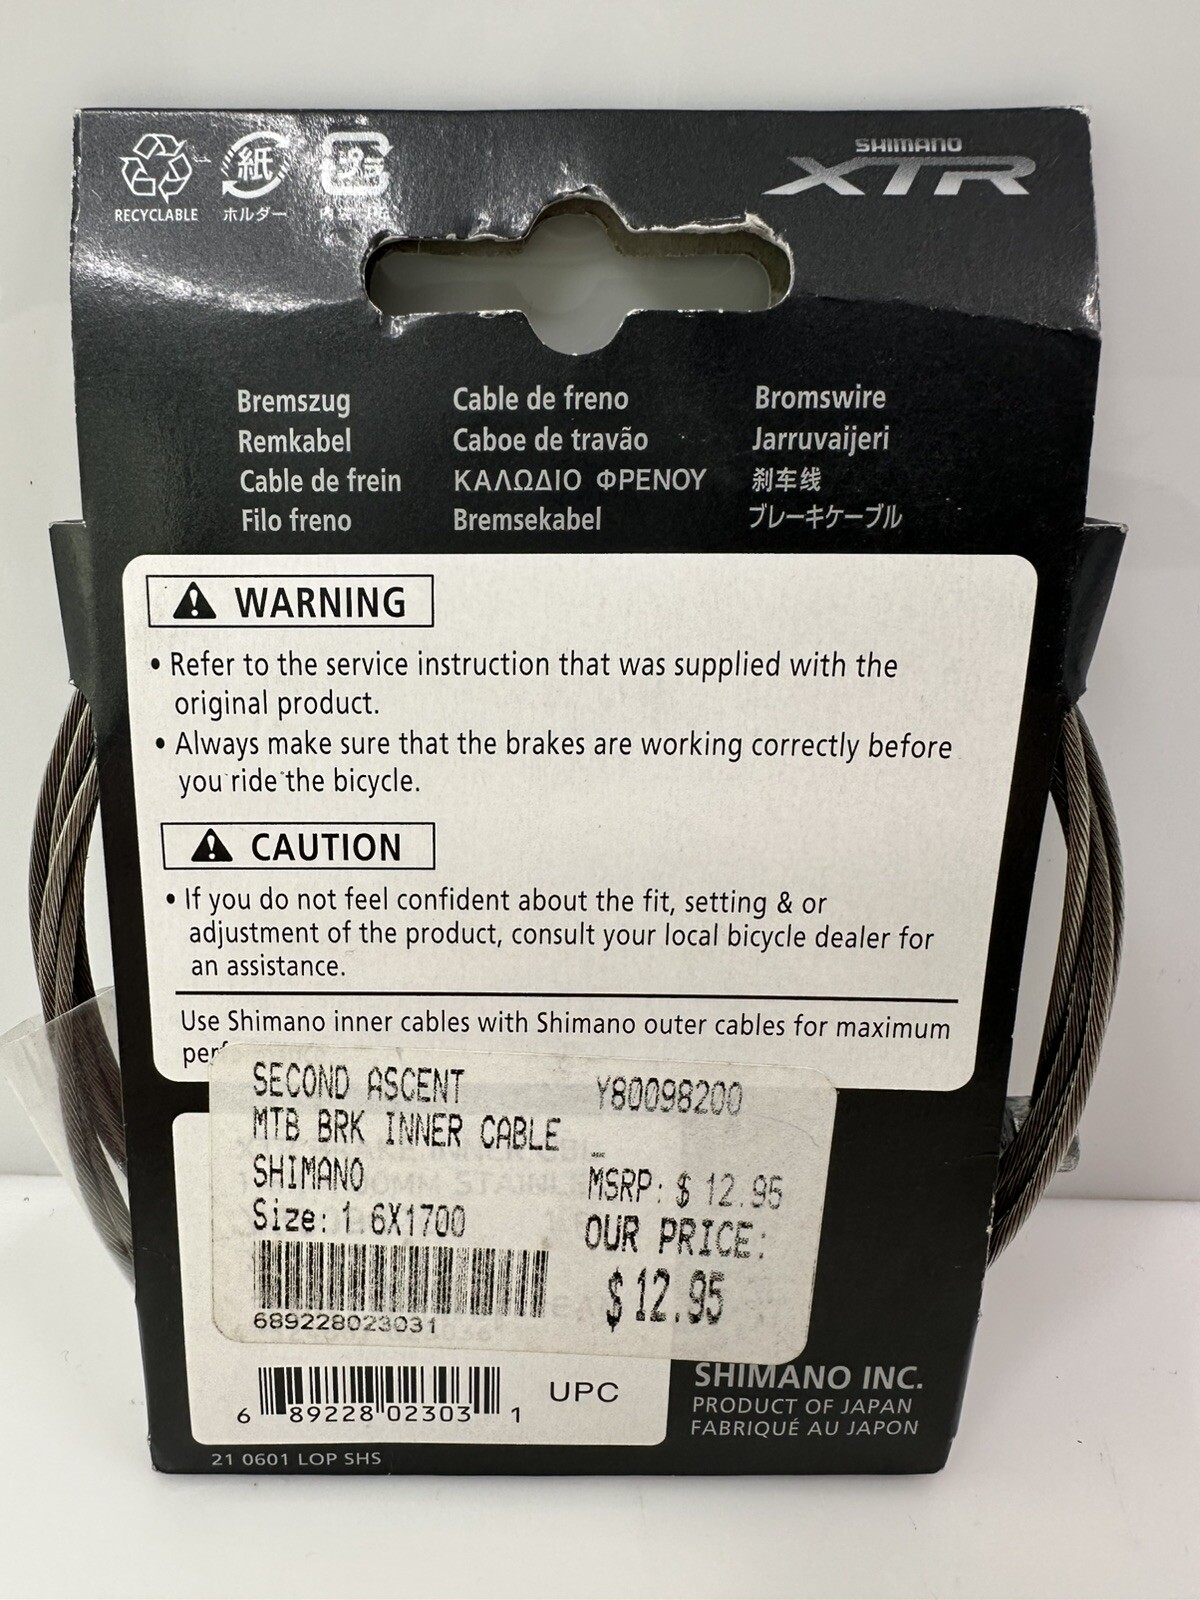 RECYCLABLE
紙
ホルダー
プラ
SHIMANO
XTR
Bremszug
Remkabel
Cable de frein
Filo freno
Cable de freno
Caboe de travão
ΚΑΛΩΔΙΟ ΦΡΕΝΟΥ
Bremsekabel
Bromswire
Jarruvaijeri
刹车线
ブレーキケーブル
WARNING
• Refer to the service instruction that was supplied with the
original product.
• Always make sure that the brakes are working correctly before
you ride the bicycle.
CAUTION
• If you do not feel confident about the fit, setting & or
adjustment of the product, consult your local bicycle dealer for
an assistance.
Use Shimano inner cables with Shimano outer cables for maximum
SECOND ASCENT
MTB BRK INNER CABLE
SHIMANO
Size: 1.6X1700
689228023031
Y80098200
MSRP: $ 12.95
OUR PRICE:
$12.95
6 89228 02303 1
UPC
SHIMANO INC.
PRODUCT OF JAPAN
FABRIQUÉ AU JAPON
21 0601 LOP SHS